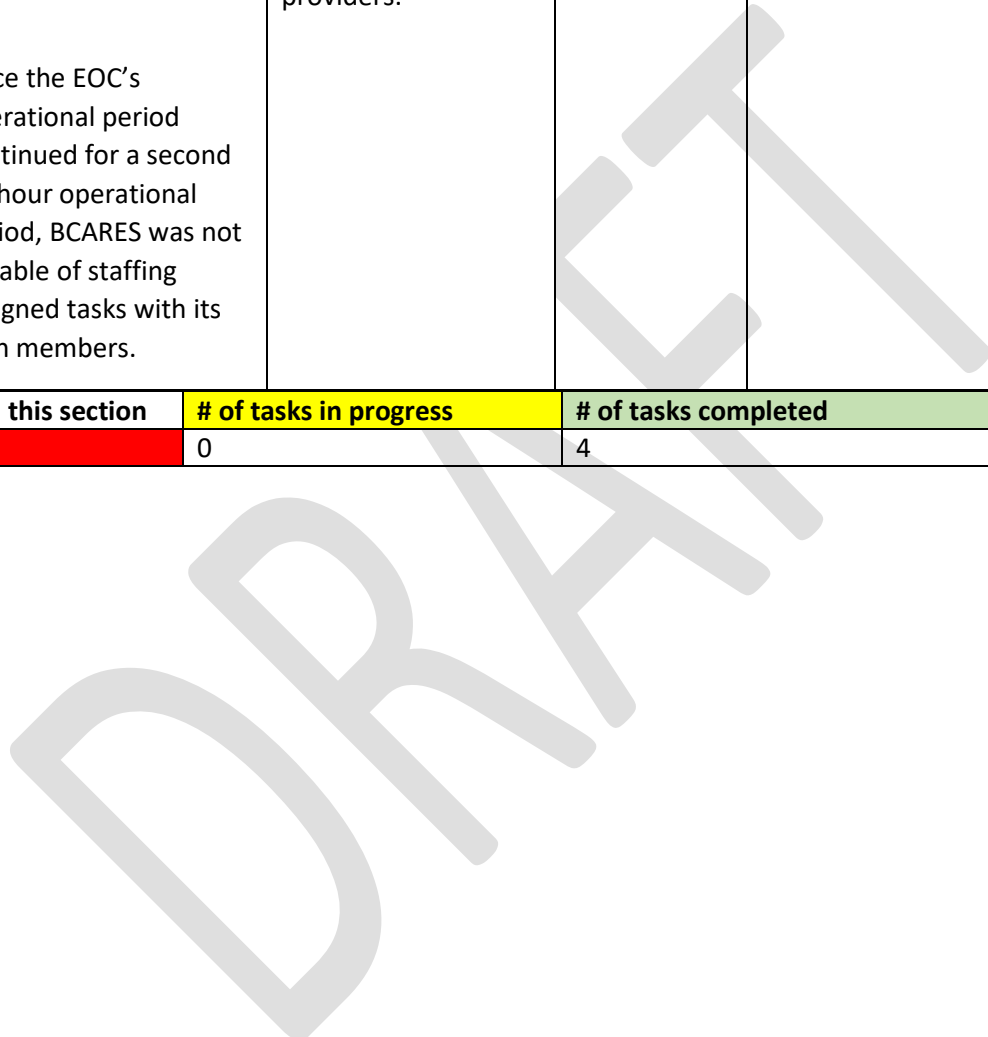 providers.
ce the EOC’s
erational period
tinued for a second
hour operational
iod, BCARES was not
able of staffing
igned tasks with its
n members.
this section # of tasks in progress # of tasks completed
0 4
DRAFT